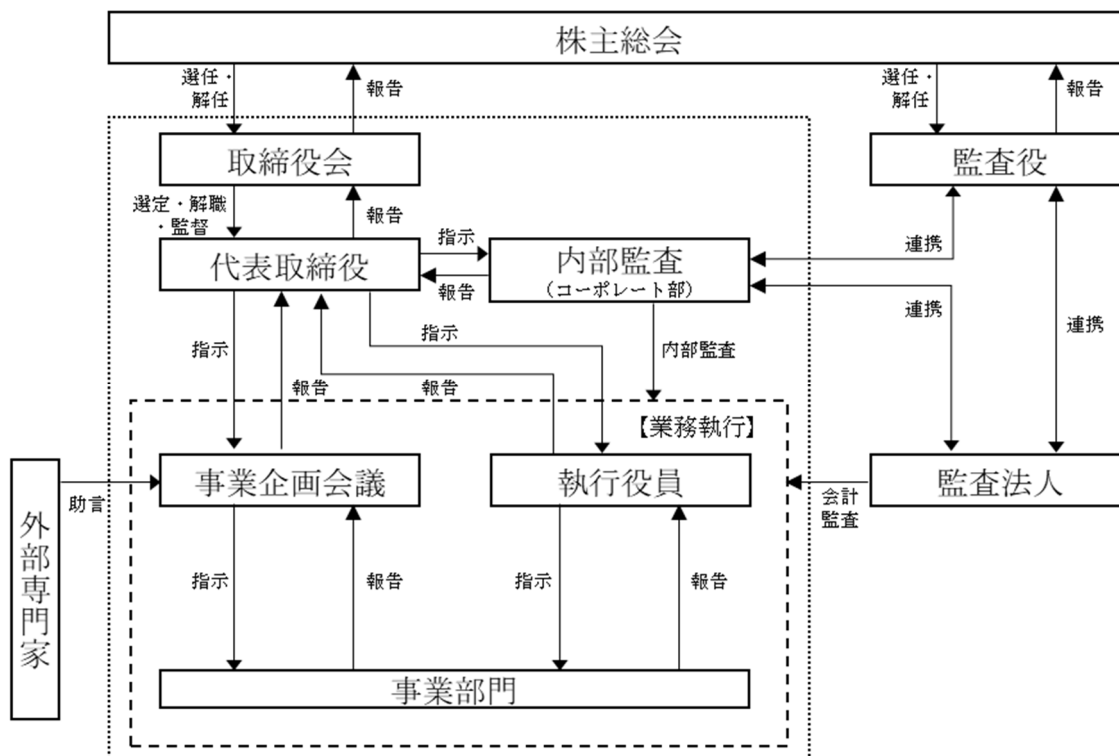 株主総会
選任・
解任
報告
選任・
解任
報告
取締役会
監査役
選定・解職
・監督
報告
代表取締役
指示
報告
内部監査
(コーポレート部)
連携
連携
連携
指示
報告
指示
報告
内部監査
【業務執行】
外部専門家
助言
事業企画会議
執行役員
会計
監査
監査法人
指示
報告
指示
報告
事業部門